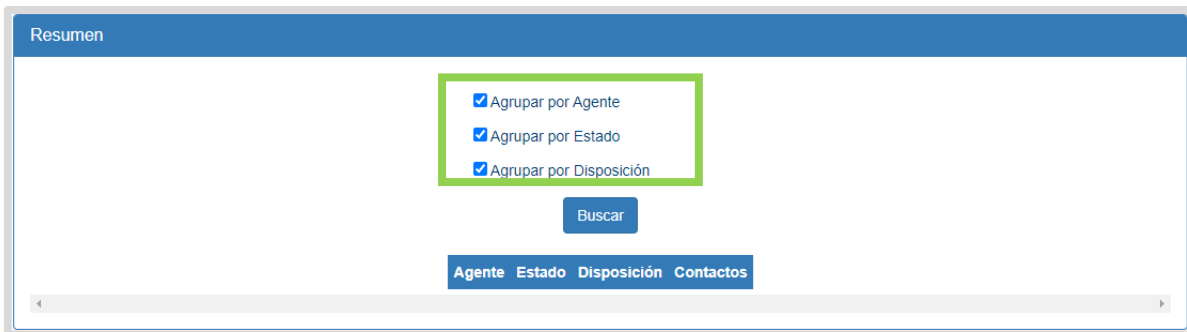 Resumen
Agrupar por Agente
Agrupar por Estado
Agrupar por Disposición
Buscar
Agente Estado Disposición Contactos